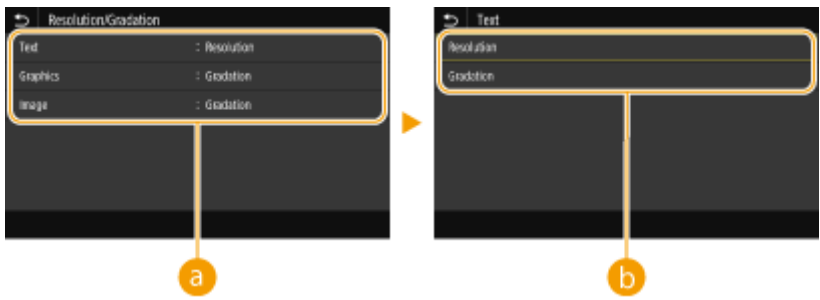 Resolution/Gradation
Text : Resolution
Graphics : Gradation
Image : Gradation
a
Text
Resolution
Gradation
b